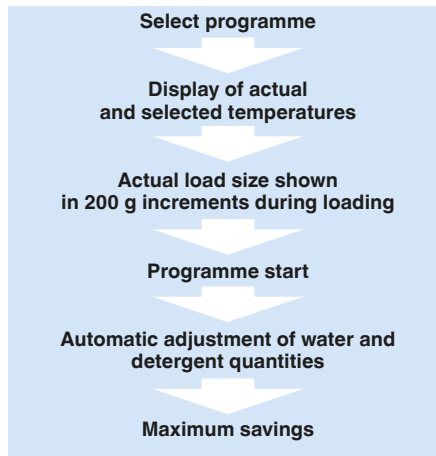 Select programme
Display of actual
and selected temperatures
Actual load size shown
in 200 g increments during loading
Programme start
Automatic adjustment of water and
detergent quantities
Maximum savings